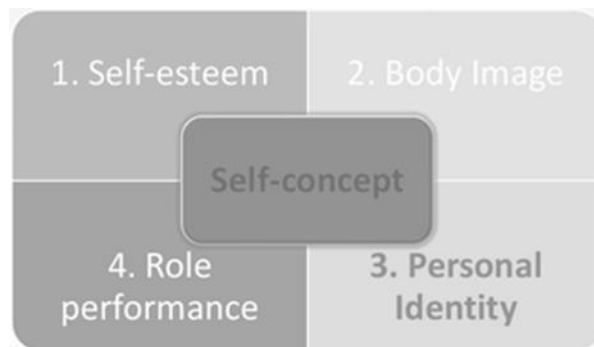 1. Self-esteem
2. Body Image
Self-concept
4. Role
performance
3. Personal
Identity